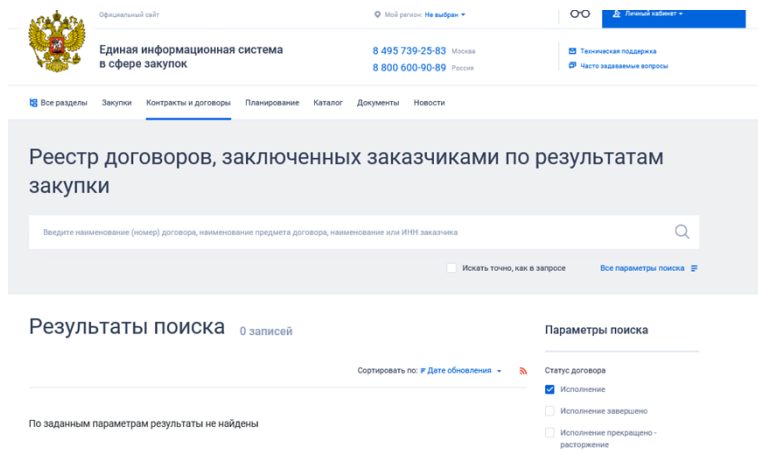 Официальный сайт
Мой регион: Не выбран
Личный кабинет
Единая информационная система
в сфере закупок
8 495 739-25-83 Москва
8 800 600-90-89 Россия
Техническая поддержка
Часто задаваемые вопросы
Все разделы Закупки Контракты и договоры Планирование Каталог Документы Новости
Реестр договоров, заключенных заказчиками по результатам
закупки
Введите наименование (номер) договора, наименование предмета договора, наименование или ИНН заказчика
Искать точно, как в запросе Все параметры поиска
Результаты поиска 0 записей
Сортировать по: Дате обновления
По заданным параметрам результаты не найдены
Параметры поиска
Статус договора
Исполнение
Исполнение завершено
Исполнение прекращено -
расторжение